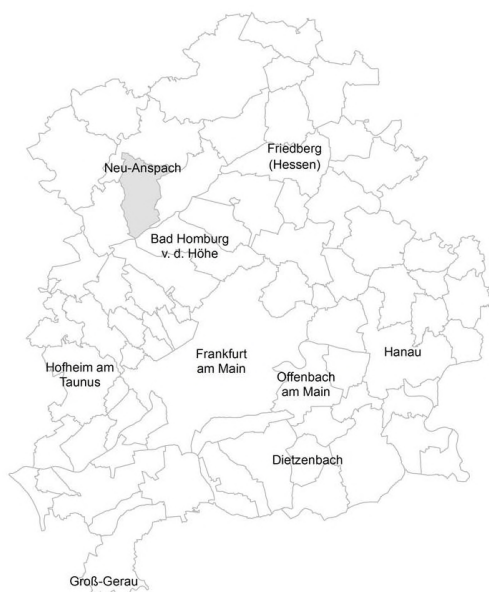 Friedberg
(Hessen)
Neu-Anspach
Bad Homburg
v. d. Höhe
Hofheim am
Taunus
Frankfurt
am Main
Hanau
Offenbach
am Main
Dietzenbach
Groß-Gerau